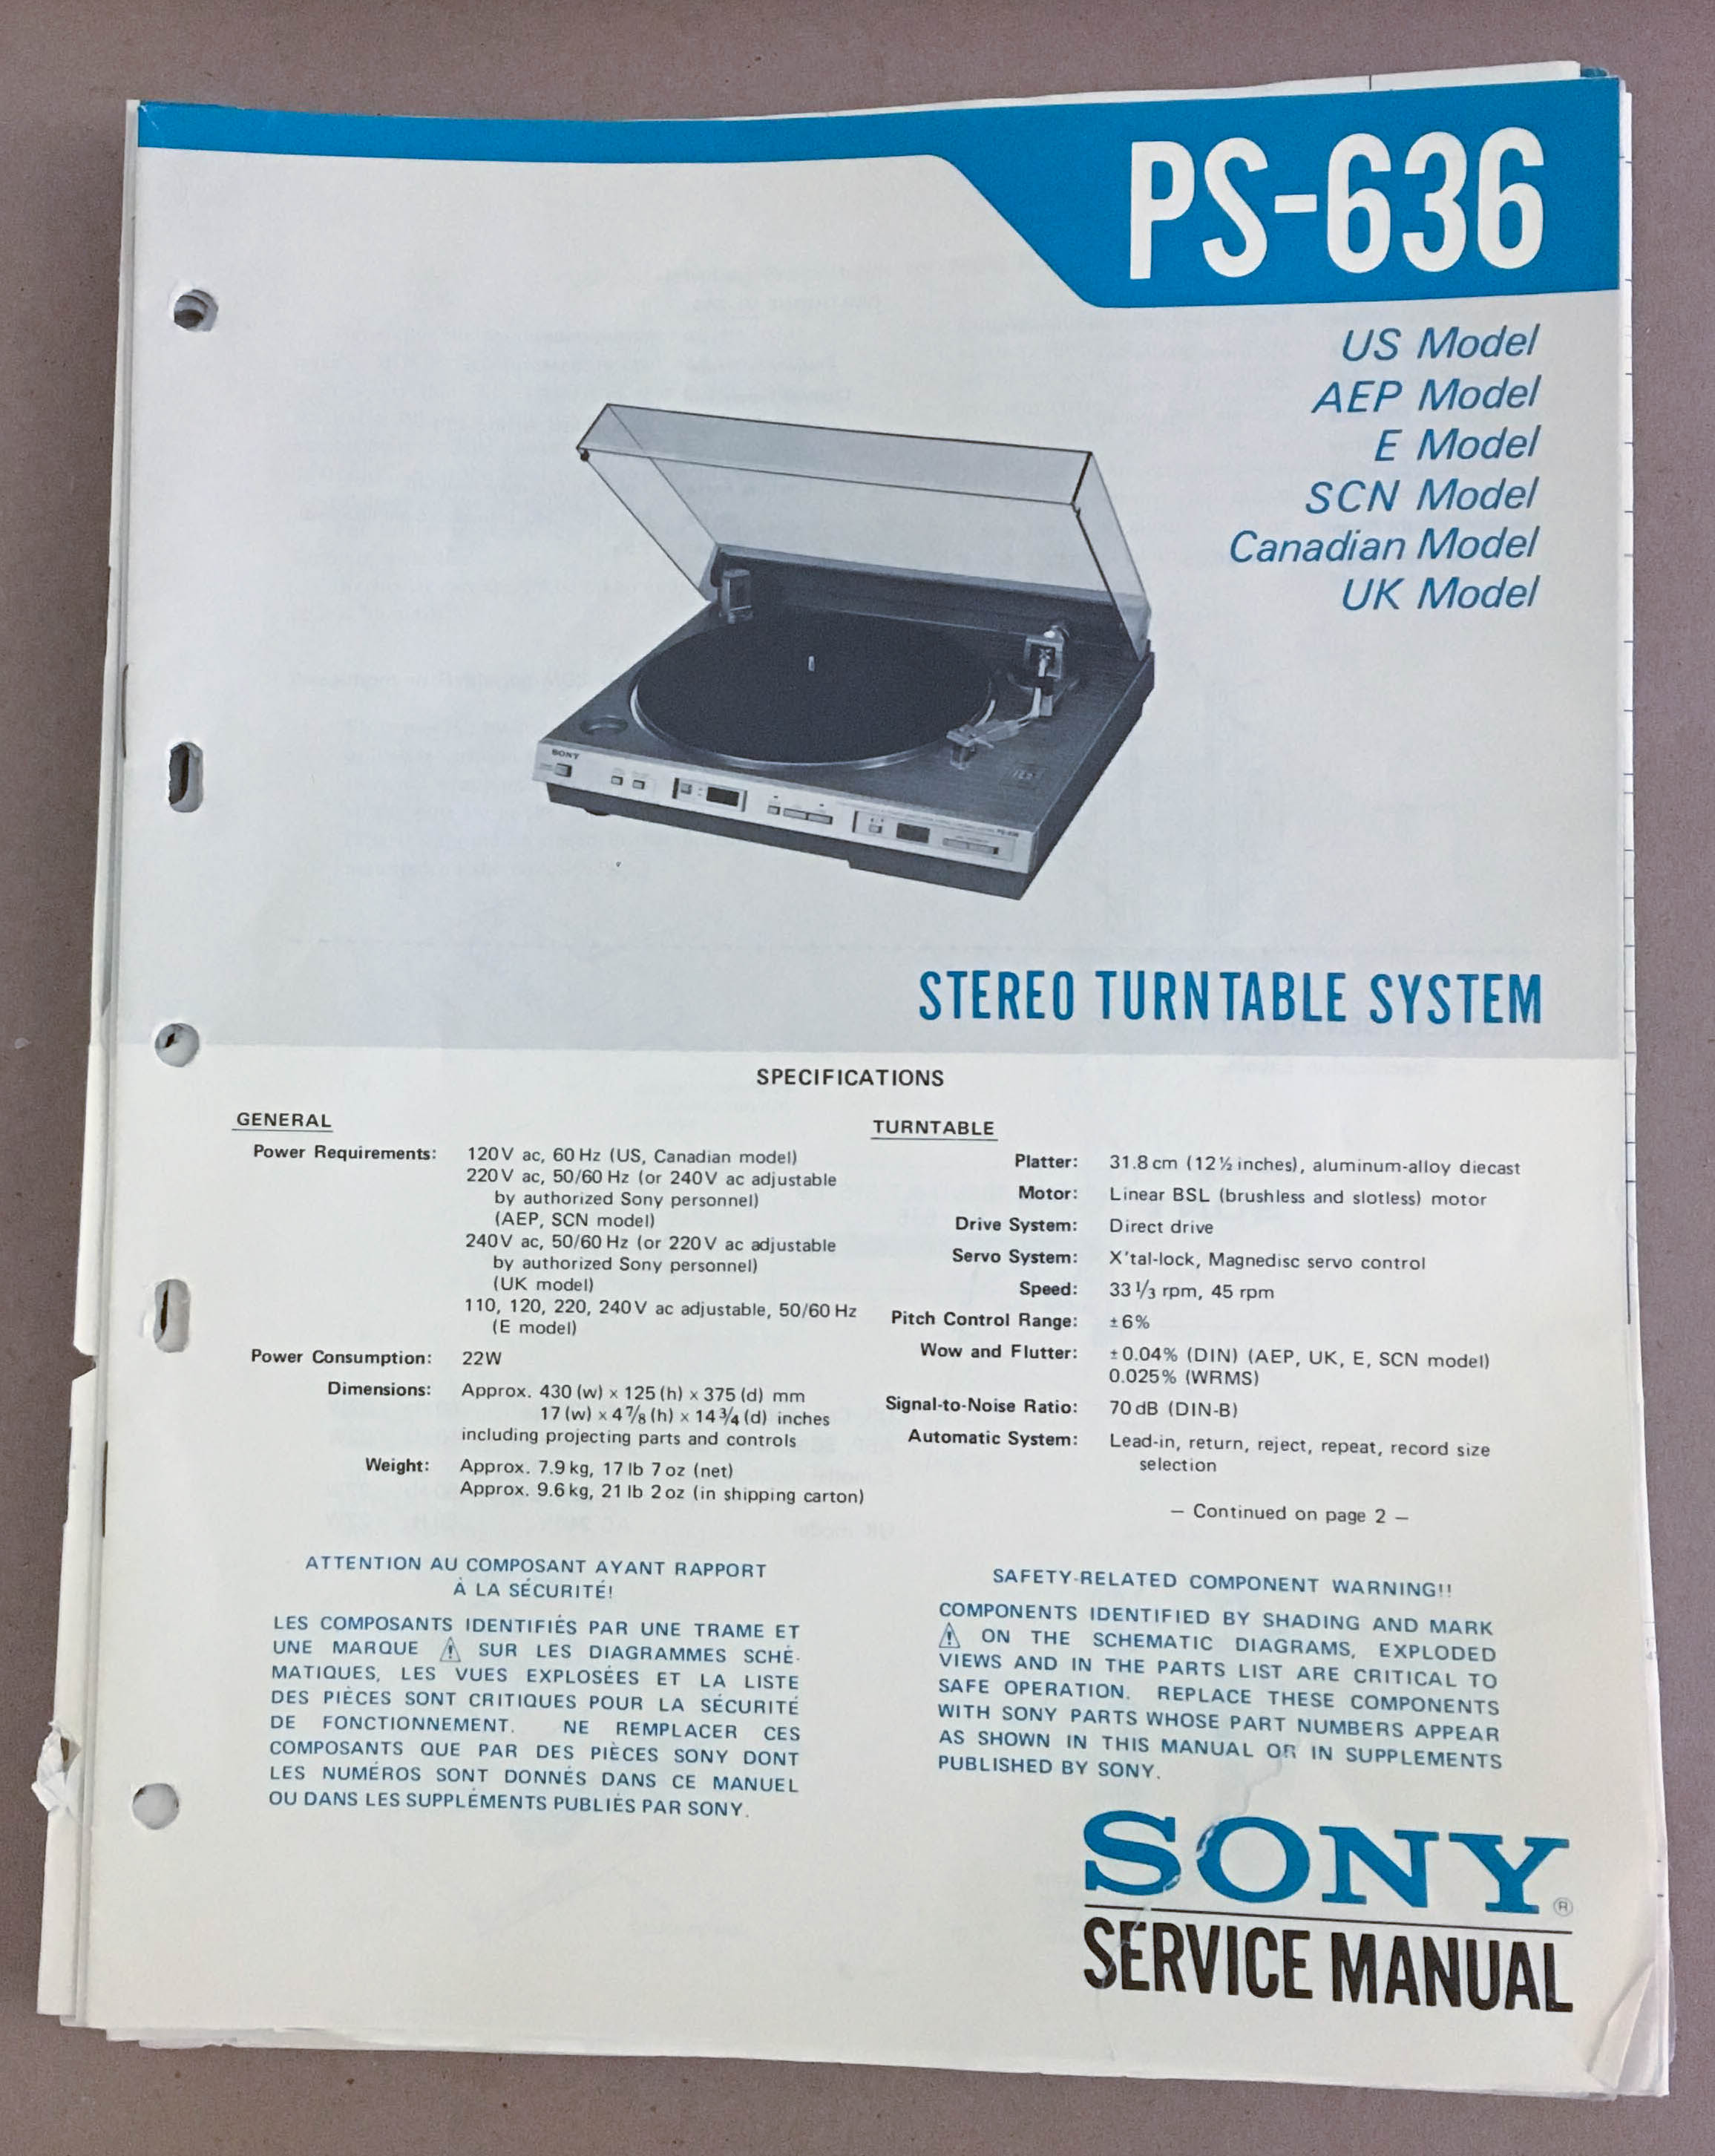 PS-636
US Model
AEP Model
E Model
SCN Model
Canadian Model
UK Model
SONY
STEREO TURNTABLE SYSTEM
SPECIFICATIONS
GENERAL
Power Requirements: 120V ac, 60 Hz (US, Canadian model)
220V ac, 50/60 Hz (or 240V ac adjustable
by authorized Sony personnel)
(AEP, SCN model)
240V ac, 50/60 Hz (or 220V ac adjustable
by authorized Sony personnel)
(UK model)
110, 120, 220, 240V ac adjustable, 50/60 Hz
(E model)
Power Consumption: 22W
Dimensions: Approx. 430 (w) x 125 (h) x 375 (d) mm
17 (w) x 4 7/8 (h) x 14 3/4 (d) inches
including projecting parts and controls
Weight: Approx. 7.9 kg, 17 lb 7 oz (net)
Approx. 9.6 kg, 21 lb 2 oz (in shipping carton)
TURNTABLE
Platter: 31.8 cm (12 ½ inches), aluminum-alloy diecast
Motor: Linear BSL (brushless and slotless) motor
Drive System: Direct drive
Servo System: X'tal-lock, Magnedisc servo control
Speed: 33 1/3 rpm, 45 rpm
Pitch Control Range: ±6%
Wow and Flutter: ±0.04% (DIN) (AEP, UK, E, SCN model)
0.025% (WRMS)
Signal-to-Noise Ratio: 70 dB (DIN-B)
Automatic System: Lead-in, return, reject, repeat, record size
selection
— Continued on page 2 —
ATTENTION AU COMPOSANT AYANT RAPPORT
À LA SÉCURITÉ!
LES COMPOSANTS IDENTIFIÉS PAR UNE TRAME ET
UNE MARQUE ⚠ SUR LES DIAGRAMMES SCHÉ-
MATIQUES, LES VUES EXPLOSÉES ET LA LISTE
DES PIÈCES SONT CRITIQUES POUR LA SÉCURITÉ
DE FONCTIONNEMENT. NE REMPLACER CES
COMPOSANTS QUE PAR DES PIÈCES SONY DONT
LES NUMÉROS SONT DONNÉS DANS CE MANUEL
OU DANS LES SUPPLÉMENTS PUBLIÉS PAR SONY.
SAFETY-RELATED COMPONENT WARNING!!
COMPONENTS IDENTIFIED BY SHADING AND MARK
⚠ ON THE SCHEMATIC DIAGRAMS, EXPLODED
VIEWS AND IN THE PARTS LIST ARE CRITICAL TO
SAFE OPERATION. REPLACE THESE COMPONENTS
WITH SONY PARTS WHOSE PART NUMBERS APPEAR
AS SHOWN IN THIS MANUAL OR IN SUPPLEMENTS
PUBLISHED BY SONY.
SONY®
SERVICE MANUAL